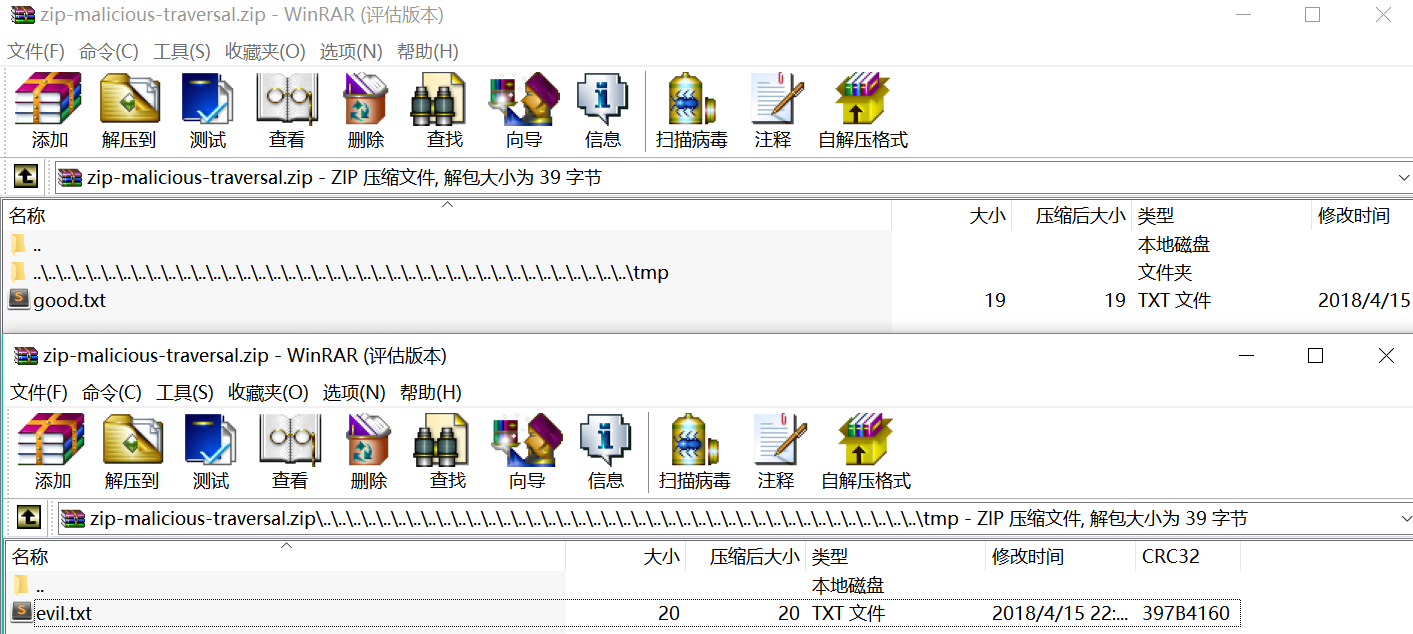 zip-malicious-traversal.zip - WinRAR (评估版本)
文件(F) 命令(C) 工具(S) 收藏夹(O) 选项(N) 帮助(H)
添加 解压到 测试 查看 删除 查找 向导 信息 扫描病毒 注释 自解压格式
zip-malicious-traversal.zip - ZIP 压缩文件, 解包大小为 39 字节
名称 大小 压缩后大小 类型 修改时间
.. 本地磁盘
..\..\..\..\..\..\..\..\..\..\..\..\..\..\..\..\..\..\..\..\..\..\..\..\..\..\..\..\..\..\..\..\..\..\..\..\..\..\..\..\tmp 文件夹
good.txt 19 19 TXT 文件 2018/4/15
zip-malicious-traversal.zip - WinRAR (评估版本)
文件(F) 命令(C) 工具(S) 收藏夹(O) 选项(N) 帮助(H)
添加 解压到 测试 查看 删除 查找 向导 信息 扫描病毒 注释 自解压格式
zip-malicious-traversal.zip\..\..\..\..\..\..\..\..\..\..\..\..\..\..\..\..\..\..\..\..\..\..\..\..\..\..\..\..\..\..\..\..\..\..\..\..\..\..\..\..\tmp - ZIP 压缩文件, 解包大小为 39 字节
名称 大小 压缩后大小 类型 修改时间 CRC32
.. 本地磁盘
evil.txt 20 20 TXT 文件 2018/4/15 22:... 397B4160